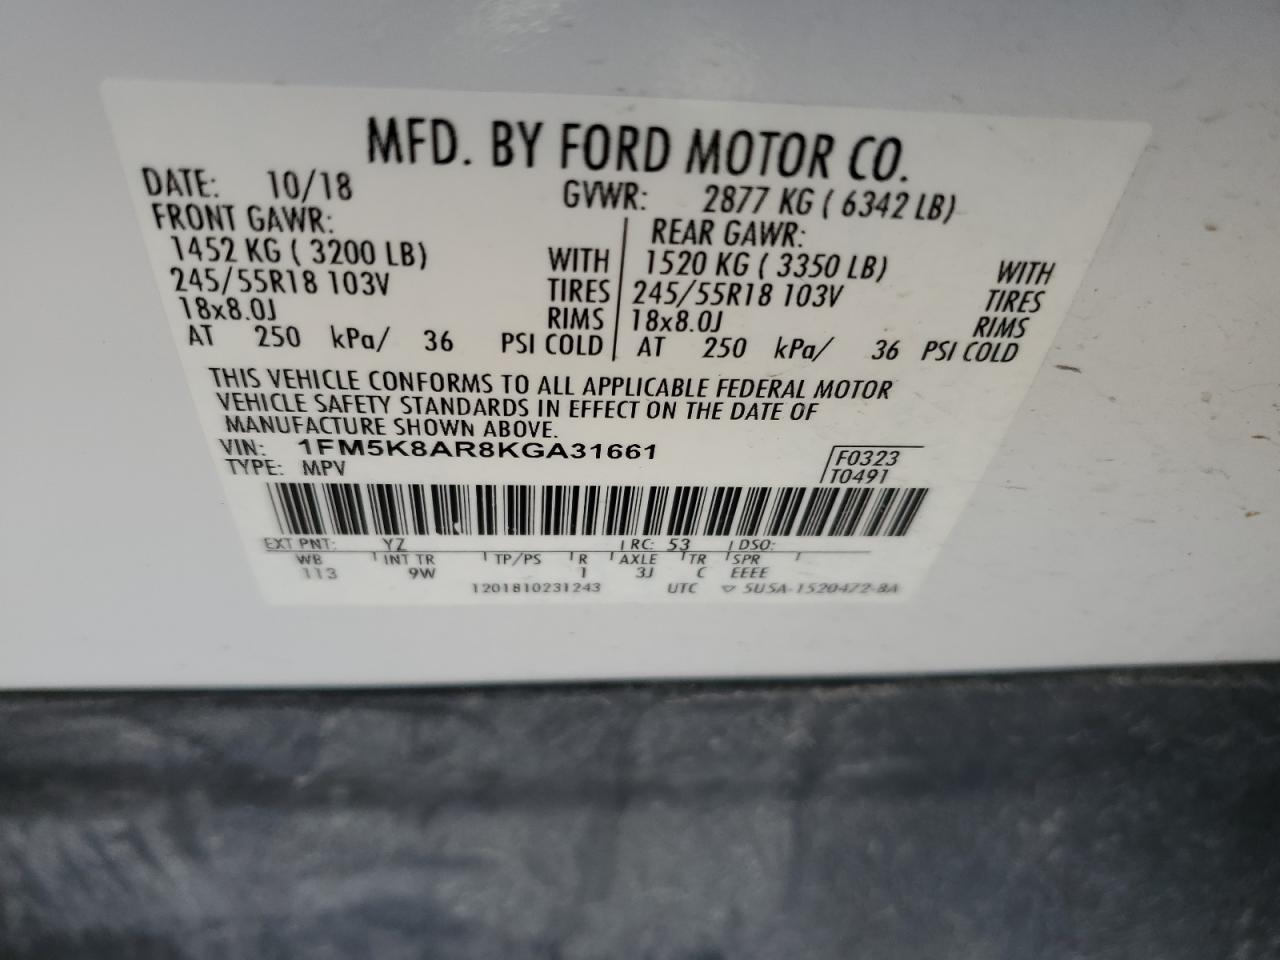 MFD. BY FORD MOTOR CO.
DATE: 10/18 GVWR: 2877 KG ( 6342 LB)
FRONT GAWR: REAR GAWR:
1452 KG ( 3200 LB) WITH 1520 KG ( 3350 LB) WITH
245/55R18 103V TIRES 245/55R18 103V TIRES
18x8.0J RIMS 18x8.0J RIMS
AT 250 kPa/ 36 PSI COLD AT 250 kPa/ 36 PSI COLD
THIS VEHICLE CONFORMS TO ALL APPLICABLE FEDERAL MOTOR
VEHICLE SAFETY STANDARDS IN EFFECT ON THE DATE OF
MANUFACTURE SHOWN ABOVE.
VIN: 1FM5K8AR8KGA31661 F0323
TYPE: MPV T0491
EXT PNT: YZ RC: 53 DSO:
WB INT TR TP/PS R AXLE TR SPR
113 9W 1 3J C EEEE
1201810231243 UTC ▽ 5U5A-1520472-BA